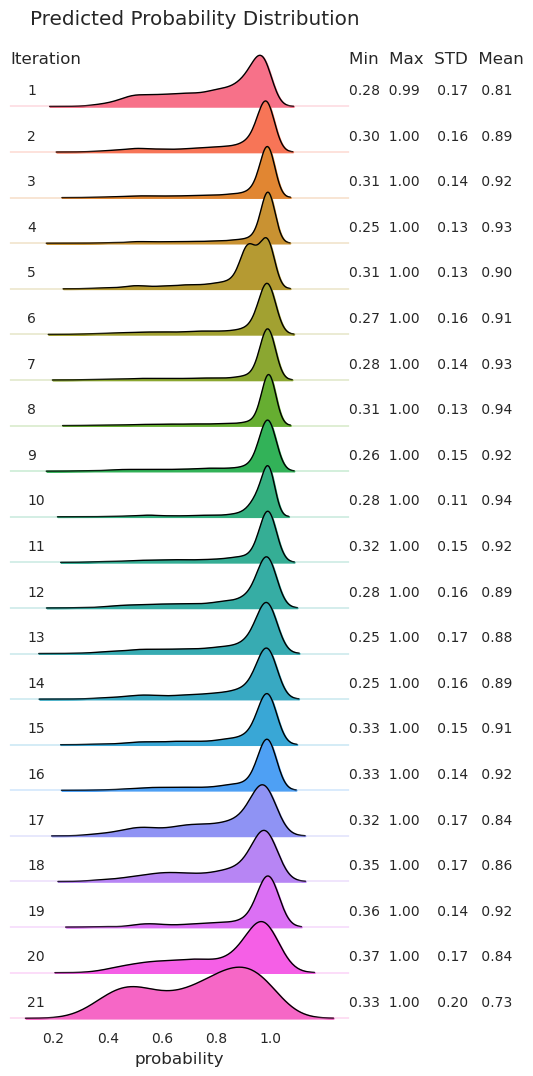 Predicted Probability Distribution
Iteration Min Max STD Mean
1 0.28 0.99 0.17 0.81
2 0.30 1.00 0.16 0.89
3 0.31 1.00 0.14 0.92
4 0.25 1.00 0.13 0.93
5 0.31 1.00 0.13 0.90
6 0.27 1.00 0.16 0.91
7 0.28 1.00 0.14 0.93
8 0.31 1.00 0.13 0.94
9 0.26 1.00 0.15 0.92
10 0.28 1.00 0.11 0.94
11 0.32 1.00 0.15 0.92
12 0.28 1.00 0.16 0.89
13 0.25 1.00 0.17 0.88
14 0.25 1.00 0.16 0.89
15 0.33 1.00 0.15 0.91
16 0.33 1.00 0.14 0.92
17 0.32 1.00 0.17 0.84
18 0.35 1.00 0.17 0.86
19 0.36 1.00 0.14 0.92
20 0.37 1.00 0.17 0.84
21 0.33 1.00 0.20 0.73
0.2 0.4 0.6 0.8 1.0
probability